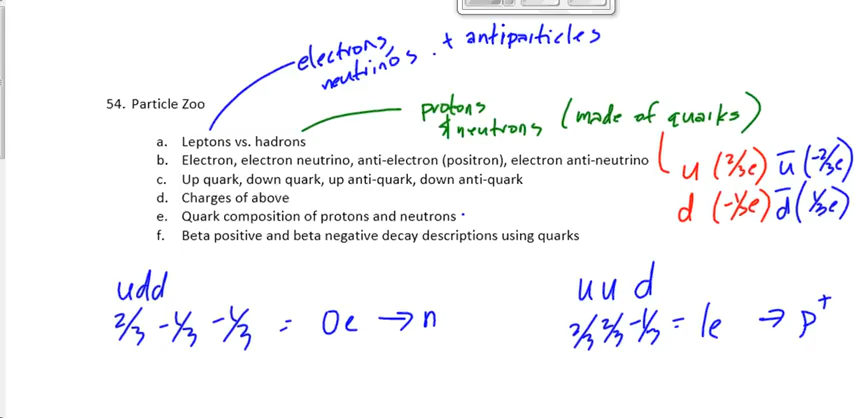 electrons, + antiparticles
neutrinos
54. Particle Zoo
protons
& neutrons (made of quarks)
a. Leptons vs. hadrons
b. Electron, electron neutrino, anti-electron (positron), electron anti-neutrino
u (2/3e) ū (-2/3e)
c. Up quark, down quark, up anti-quark, down anti-quark
d. Charges of above
d (-1/3e) d̄ (1/3e)
e. Quark composition of protons and neutrons
f. Beta positive and beta negative decay descriptions using quarks
udd
2/3 -1/3 -1/3 = 0e → n
u u d
2/3 2/3 -1/3 = 1e → p+